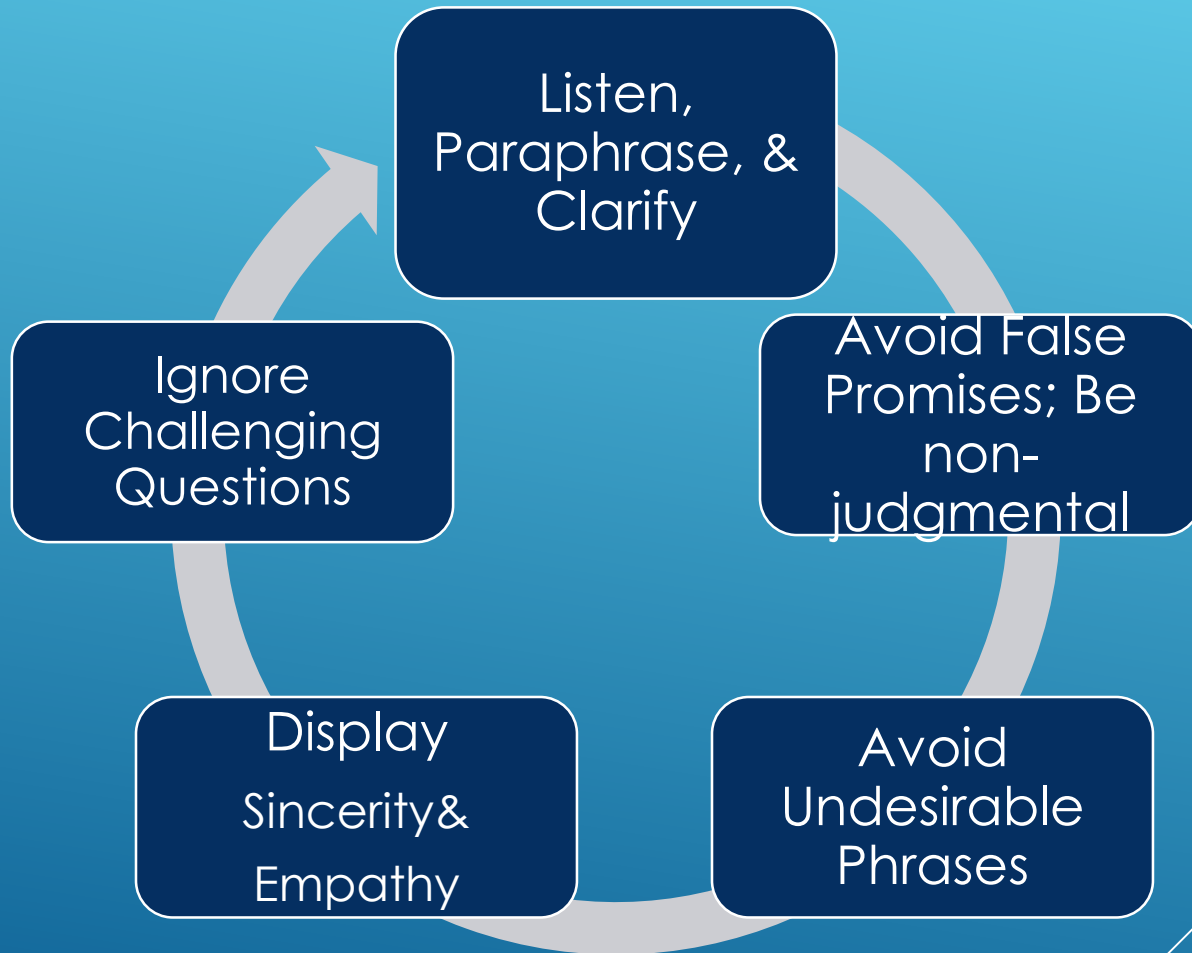 Listen,
Paraphrase, &
Clarify
Avoid False
Promises; Be
non-
judgmental
Avoid
Undesirable
Phrases
Display
Sincerity&
Empathy
Ignore
Challenging
Questions